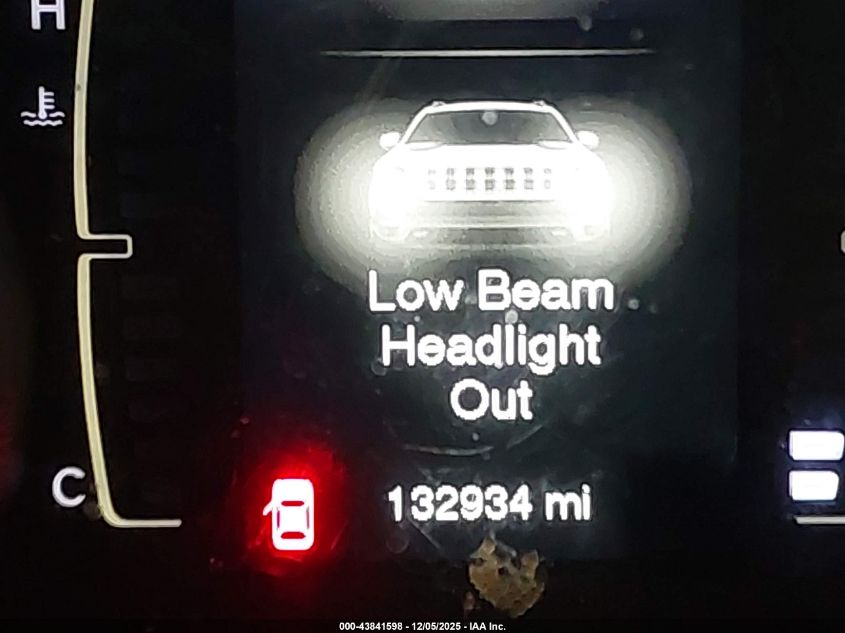 H
Low Beam
Headlight
Out
C
132934 mi
000-43841598 - 12/05/2025 - IAA Inc.